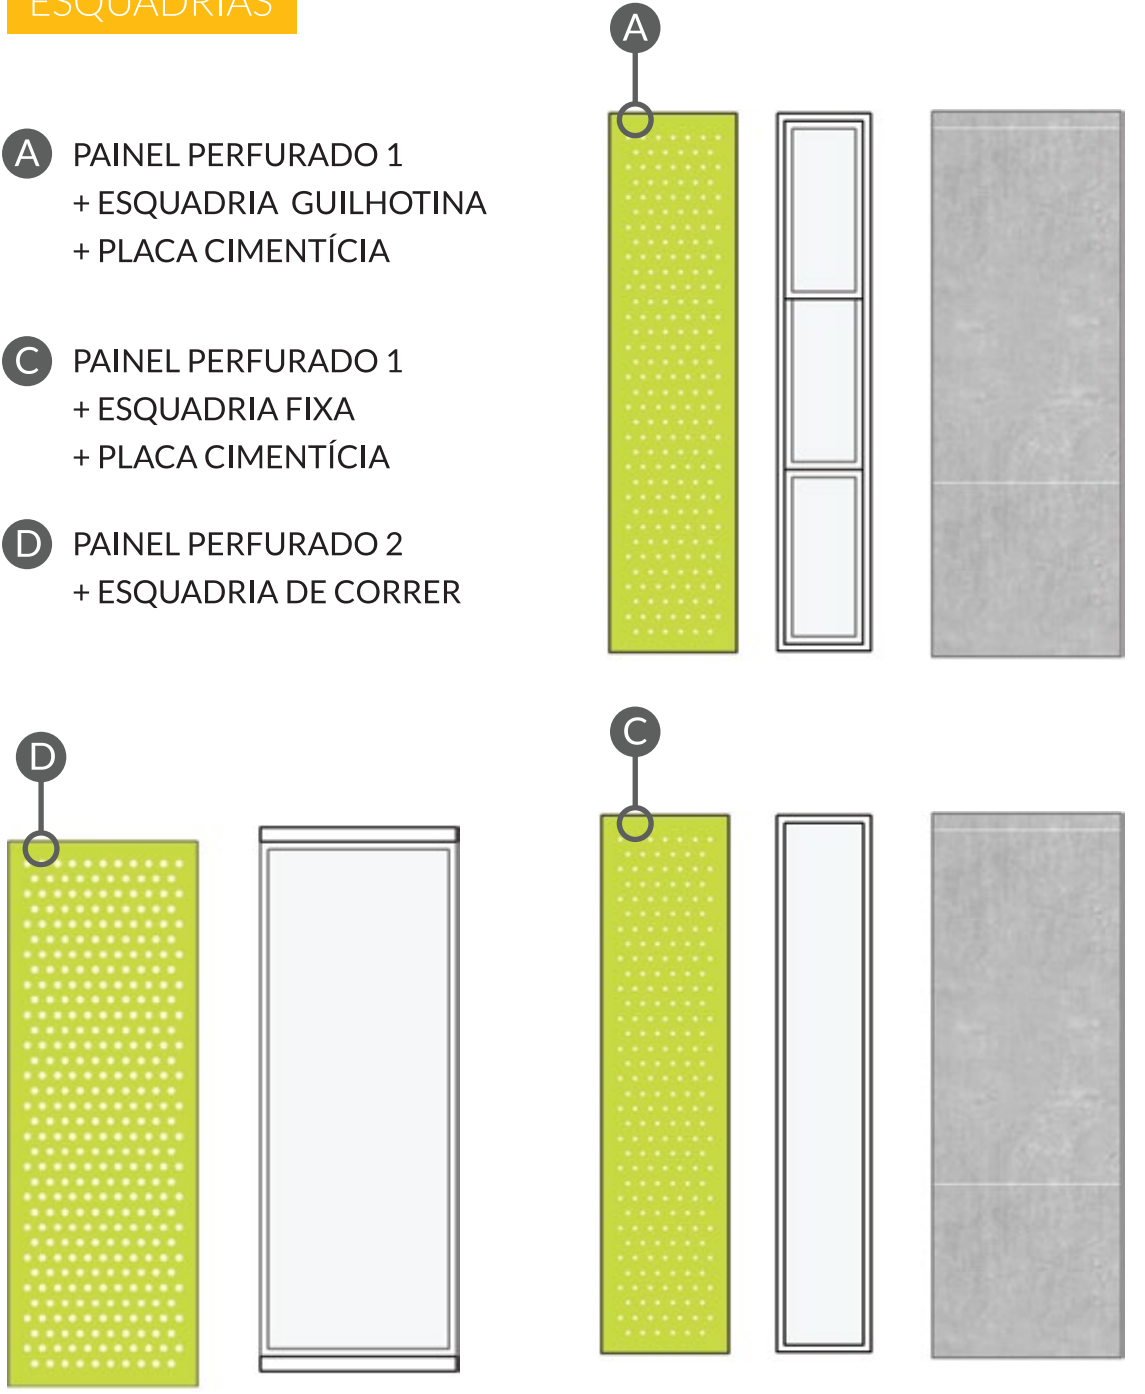 ESQUADRIAS
A
A PAINEL PERFURADO 1
+ ESQUADRIA GUILHOTINA
+ PLACA CIMENTÍCIA
C PAINEL PERFURADO 1
+ ESQUADRIA FIXA
+ PLACA CIMENTÍCIA
D PAINEL PERFURADO 2
+ ESQUADRIA DE CORRER
D
C